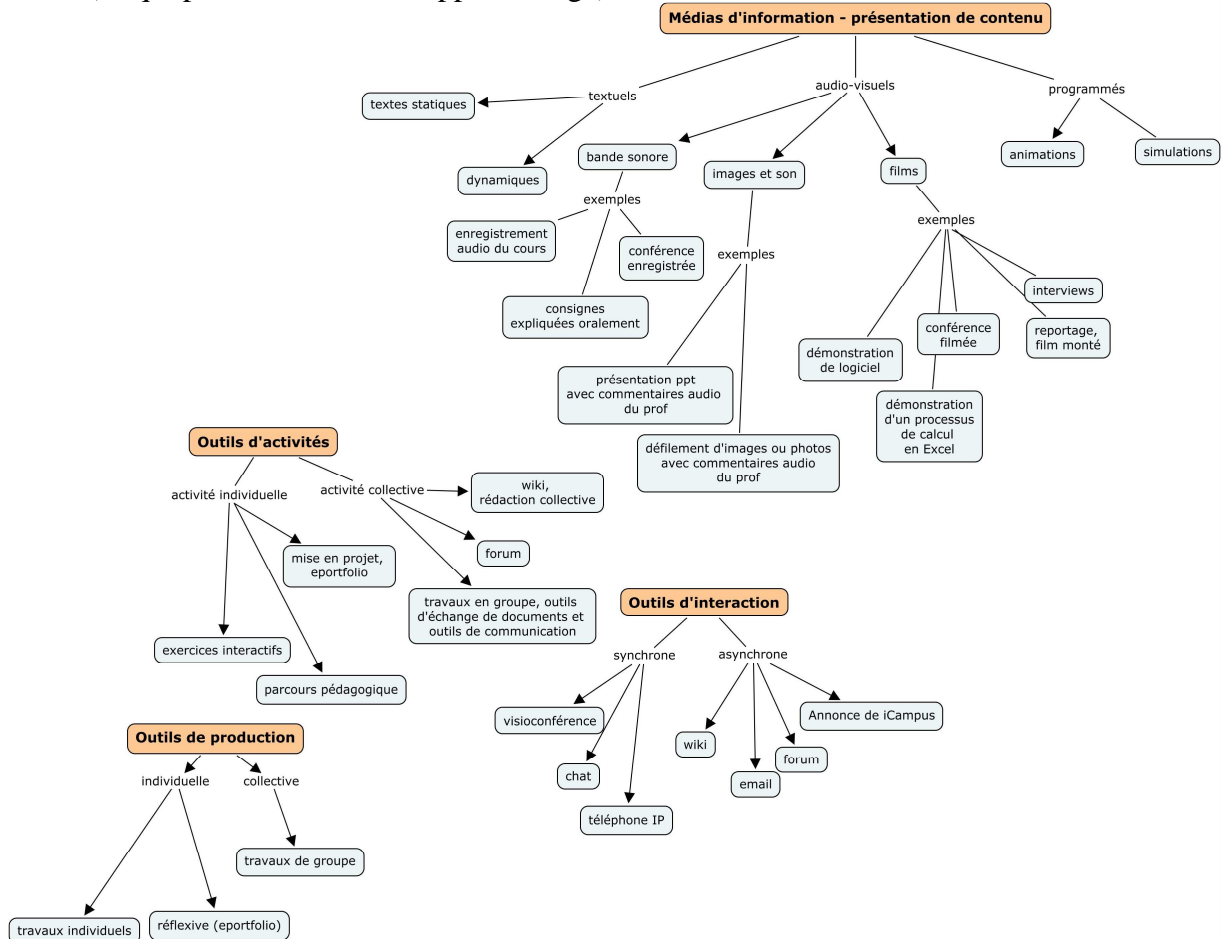 Médias d'information - présentation de contenu
textuels
audio-visuels
programmés
textes statiques
dynamiques
bande sonore
images et son
films
animations
simulations
exemples
enregistrement
audio du cours
conférence
enregistrée
consignes
expliquées oralement
exemples
présentation ppt
avec commentaires audio
du prof
défilement d'images ou photos
avec commentaires audio
du prof
exemples
interviews
reportage,
film monté
conférence
filmée
démonstration
de logiciel
démonstration
d'un processus
de calcul
en Excel
Outils d'activités
activité individuelle
activité collective
wiki,
rédaction collective
forum
mise en projet,
eportfolio
travaux en groupe, outils
d'échange de documents et
outils de communication
exercices interactifs
parcours pédagogique
Outils d'interaction
synchrone
asynchrone
visioconférence
chat
téléphone IP
wiki
email
forum
Annonce de iCampus
Outils de production
individuelle
collective
travaux de groupe
travaux individuels
réflexive (eportfolio)